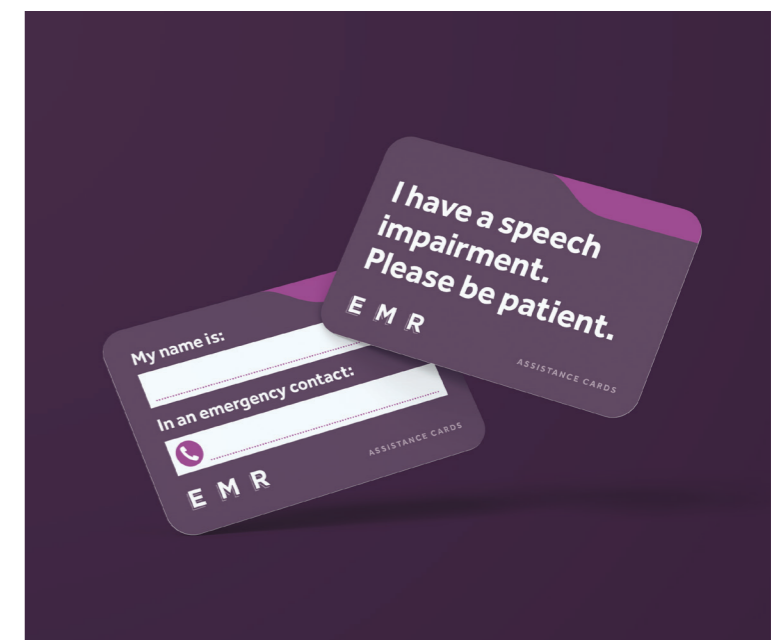 I have a speech
impairment.
Please be patient.
E M R
ASSISTANCE CARDS
My name is:
In an emergency contact:
E M R
ASSISTANCE CARDS